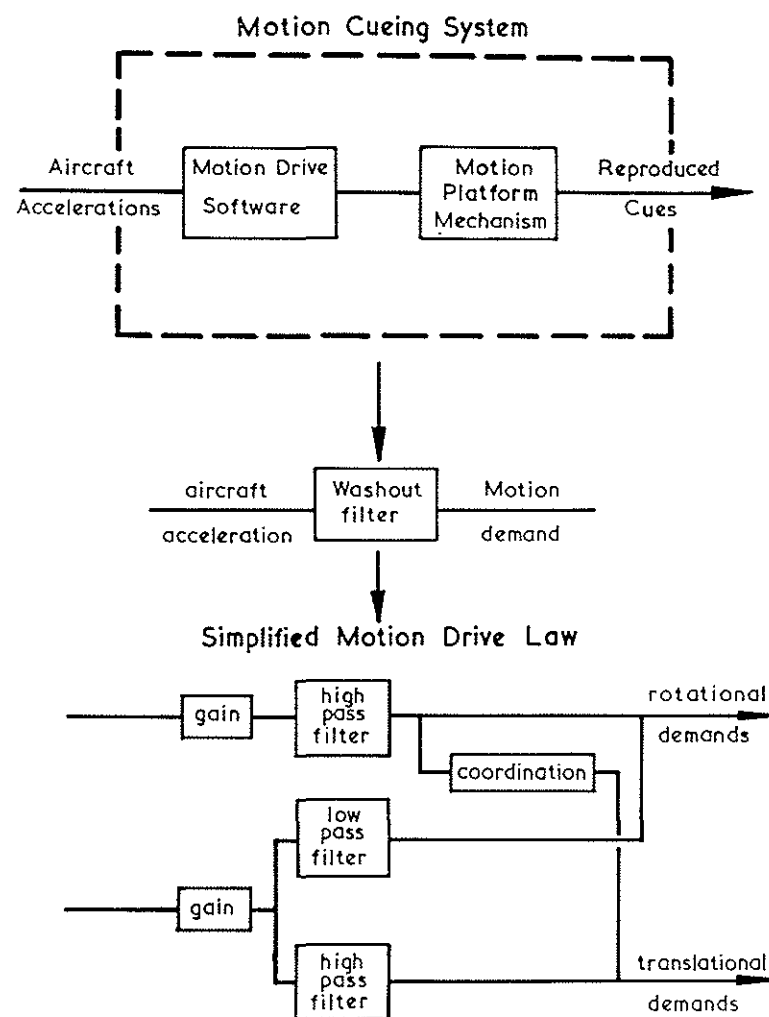 Motion Cueing System
Aircraft
Accelerations
Motion Drive
Software
Motion
Platform
Mechanism
Reproduced
Cues
aircraft
acceleration
Washout
filter
Motion
demand
Simplified Motion Drive Law
gain
high
pass
filter
rotational
demands
coordination
low
pass
filter
gain
high
pass
filter
translational
demands